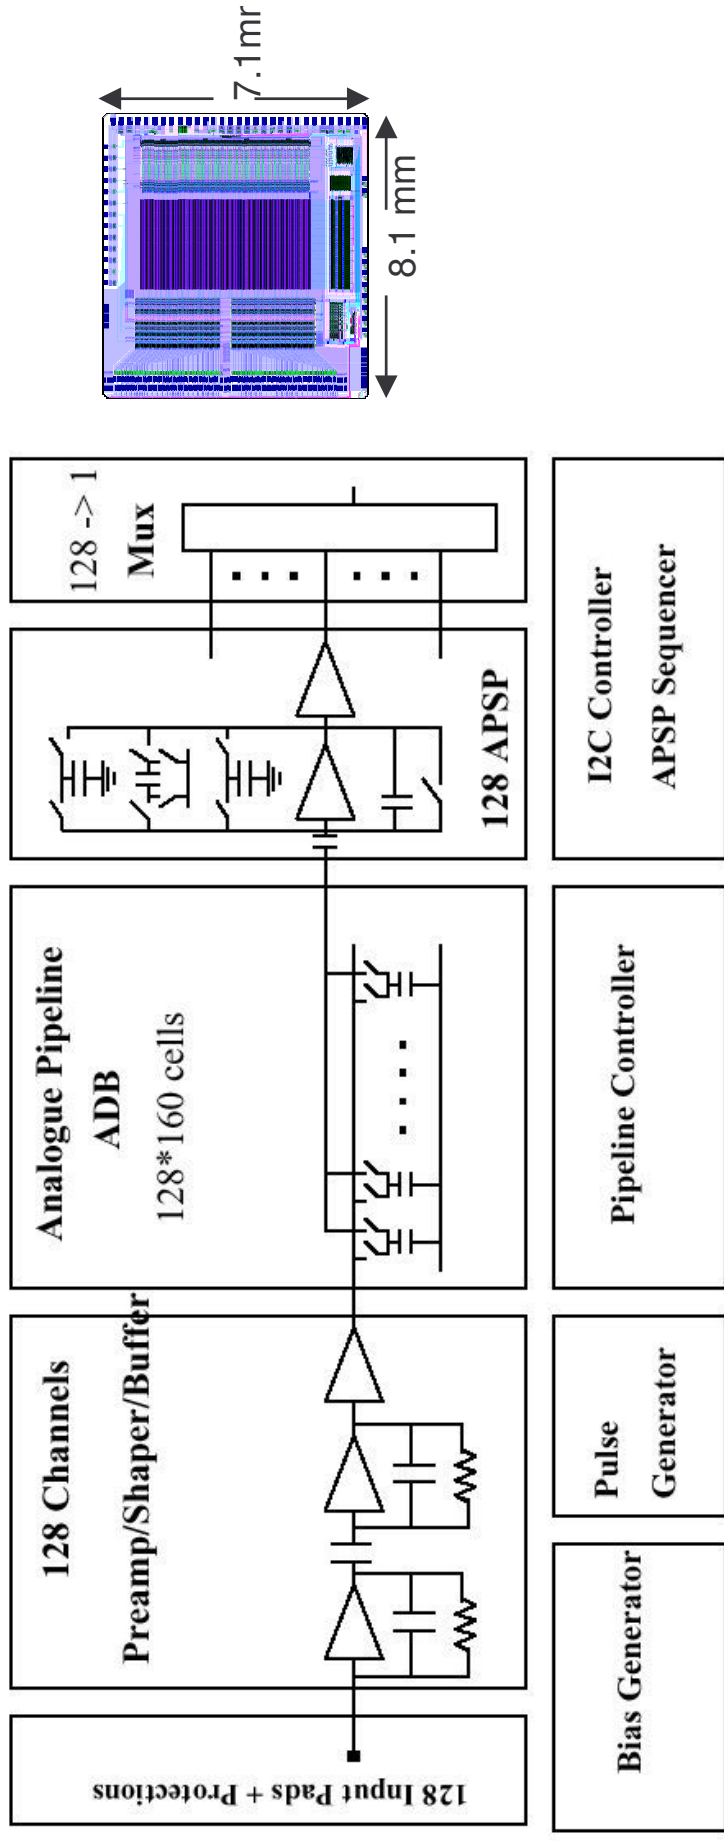 128 Input Pads + Protections
128 Channels
Preamp/Shaper/Buffer
Analogue Pipeline
ADB
128*160 cells
128 APSP
128 -> 1
Mux
Bias Generator
Pulse
Generator
Pipeline Controller
I2C Controller
APSP Sequencer
7.1mr
8.1 mm